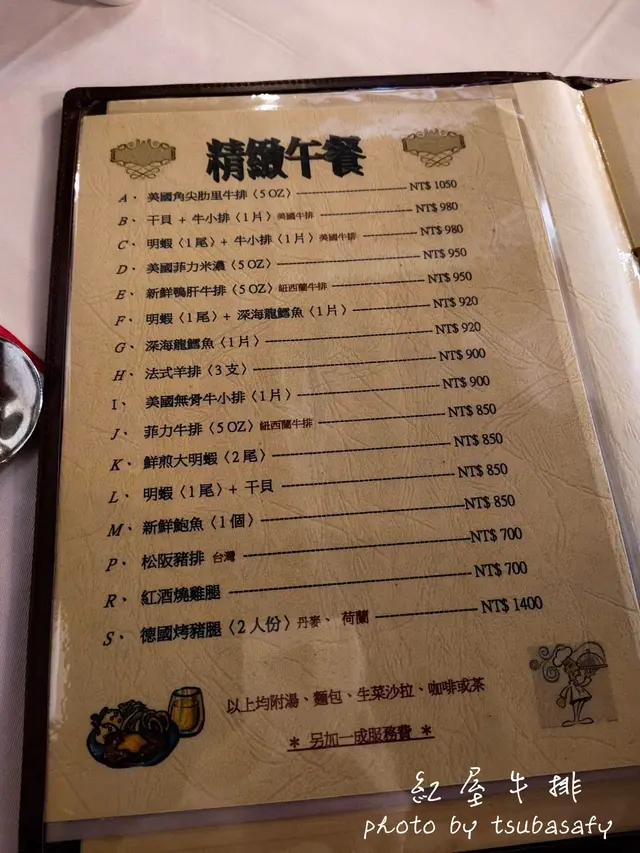 精緻午餐
A、美國角尖肋里牛排〈5 OZ〉 NT$ 1050
B、干貝 + 牛小排〈1 片〉美國牛排 NT$ 980
C、明蝦〈1 尾〉+ 牛小排〈1 片〉美國牛排 NT$ 980
D、美國菲力米濃〈5 OZ〉 NT$ 950
E、新鮮鴨肝牛排〈5 OZ〉紐西蘭牛排 NT$ 950
F、明蝦〈1 尾〉+ 深海龍鱈魚〈1 片〉 NT$ 920
G、深海龍鱈魚〈1 片〉 NT$ 920
H、法式羊排〈3 支〉 NT$ 900
I、美國無骨牛小排〈1 片〉 NT$ 900
J、菲力牛排〈5 OZ〉紐西蘭牛排 NT$ 850
K、鮮煎大明蝦〈2 尾〉 NT$ 850
L、明蝦〈1 尾〉+ 干貝 NT$ 850
M、新鮮鮑魚〈1 個〉 NT$ 850
P、松阪豬排 台灣 NT$ 700
R、紅酒燒雞腿 NT$ 700
S、德國烤豬腿〈2 人份〉丹麥、荷蘭 NT$ 1400
以上均附湯、麵包、生菜沙拉、咖啡或茶
* 另加一成服務費 *
紅屋牛排
photo by tsubasafy